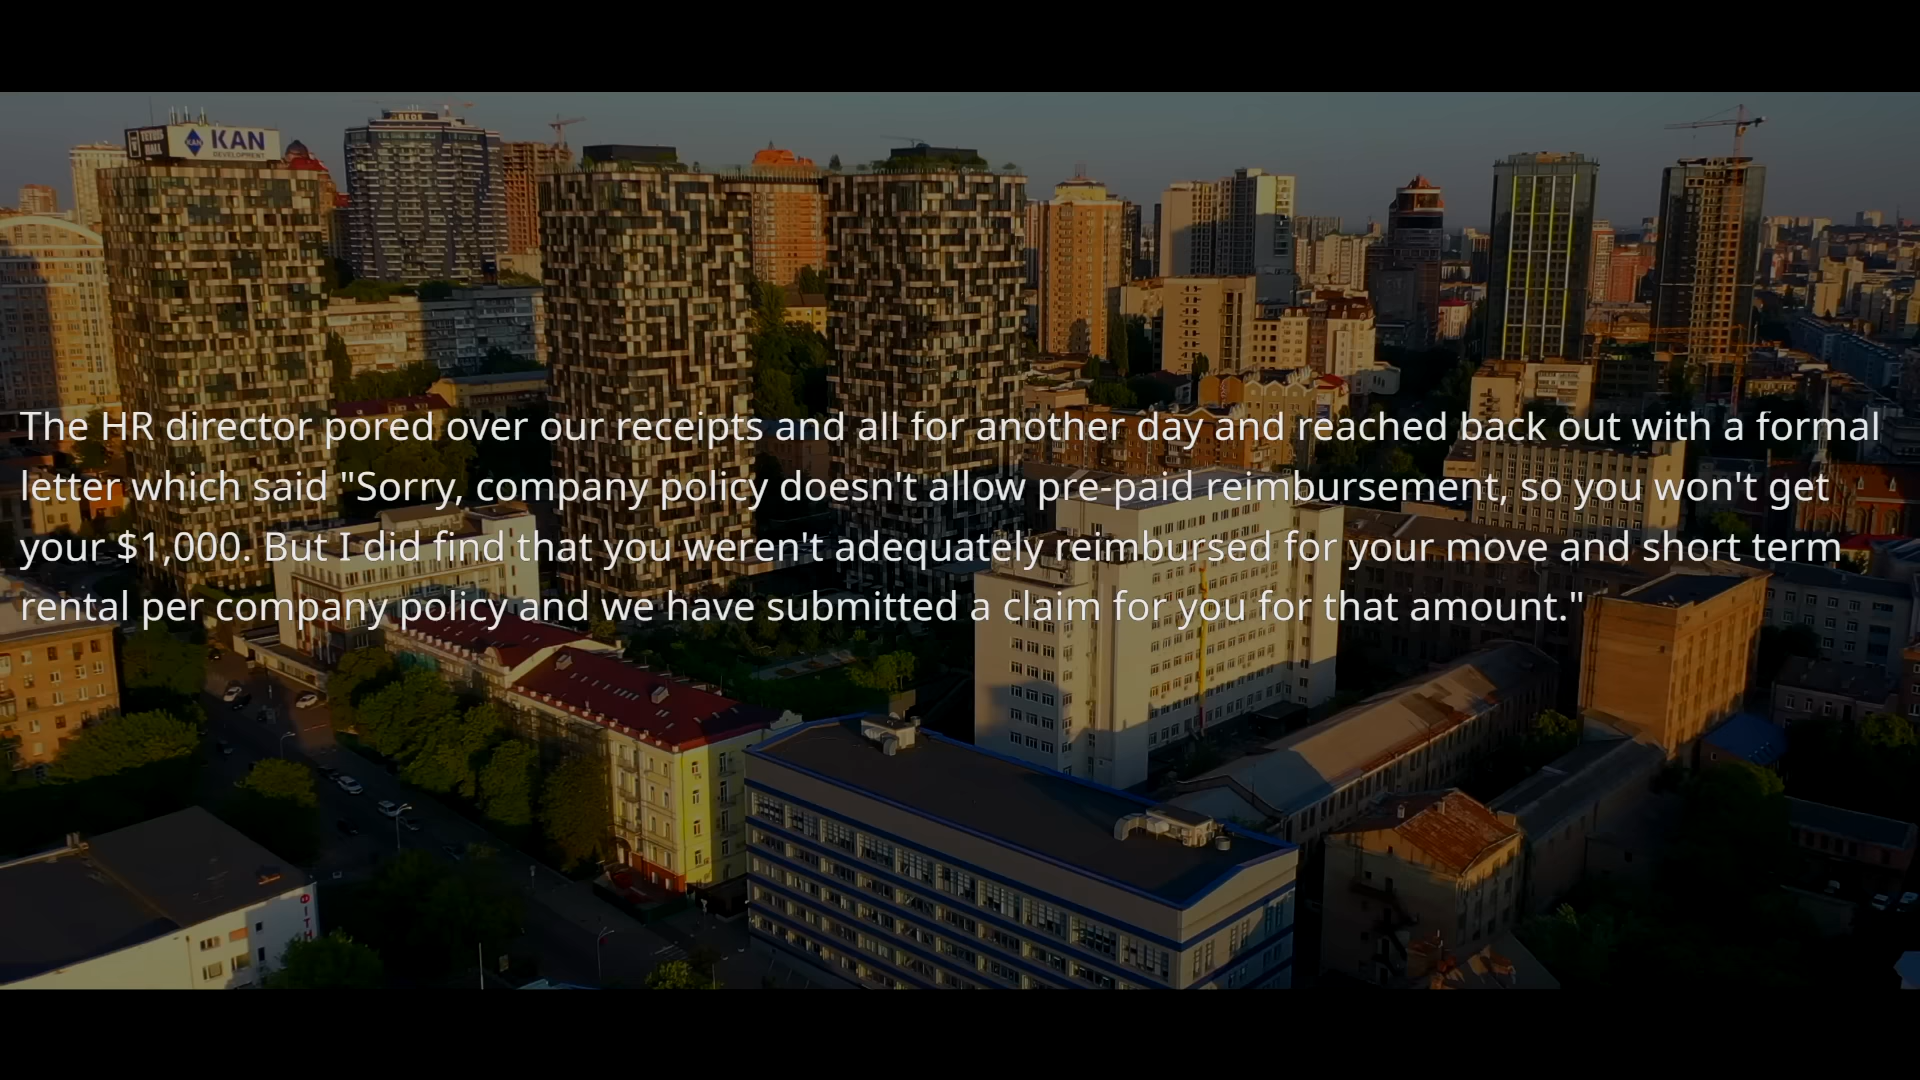 TETRIS
HALL
KAN
DEVELOPMENT
The HR director pored over our receipts and all for another day and reached back out with a formal
letter which said "Sorry, company policy doesn't allow pre-paid reimbursement, so you won't get
your $1,000. But I did find that you weren't adequately reimbursed for your move and short term
rental per company policy and we have submitted a claim for you for that amount."